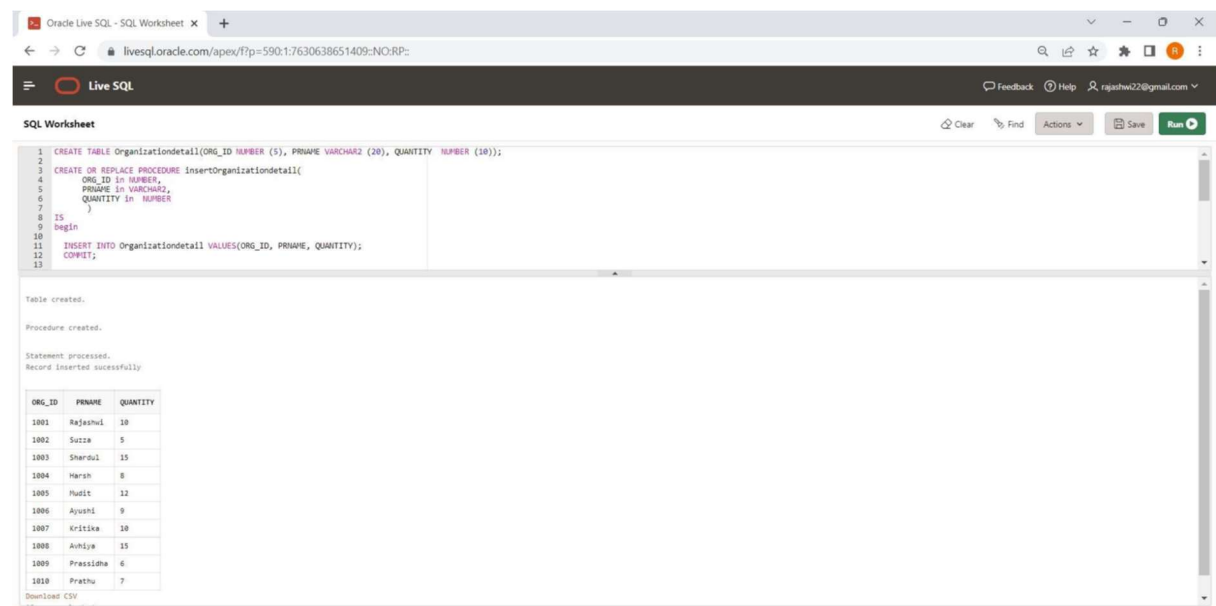 Oracle Live SQL - SQL Worksheet
livesql.oracle.com/apex/f?p=590:1:7630638651409::NO:RP::
R
Live SQL
Feedback
Help
rajashwi22@gmail.com
SQL Worksheet
Clear
Find
Actions
Save
Run
1 CREATE TABLE Organizationdetail(ORG_ID NUMBER (5), PRNAME VARCHAR2 (20), QUANTITY NUMBER (10));
2
3 CREATE OR REPLACE PROCEDURE insertOrganizationdetail(
4 ORG_ID in NUMBER,
5 PRNAME in VARCHAR2,
6 QUANTITY in NUMBER
7 )
8 IS
9 begin
10
11 INSERT INTO Organizationdetail VALUES(ORG_ID, PRNAME, QUANTITY);
12 COMMIT;
13
Table created.
Procedure created.
Statement processed.
Record inserted sucessfully
ORG_ID PRNAME QUANTITY
1001 Rajashwi 10
1002 Suzza 5
1003 Shardul 15
1004 Harsh 8
1005 Mudit 12
1006 Ayushi 9
1007 Kritika 10
1008 Avhiya 15
1009 Prassidha 6
1010 Prathu 7
Download CSV